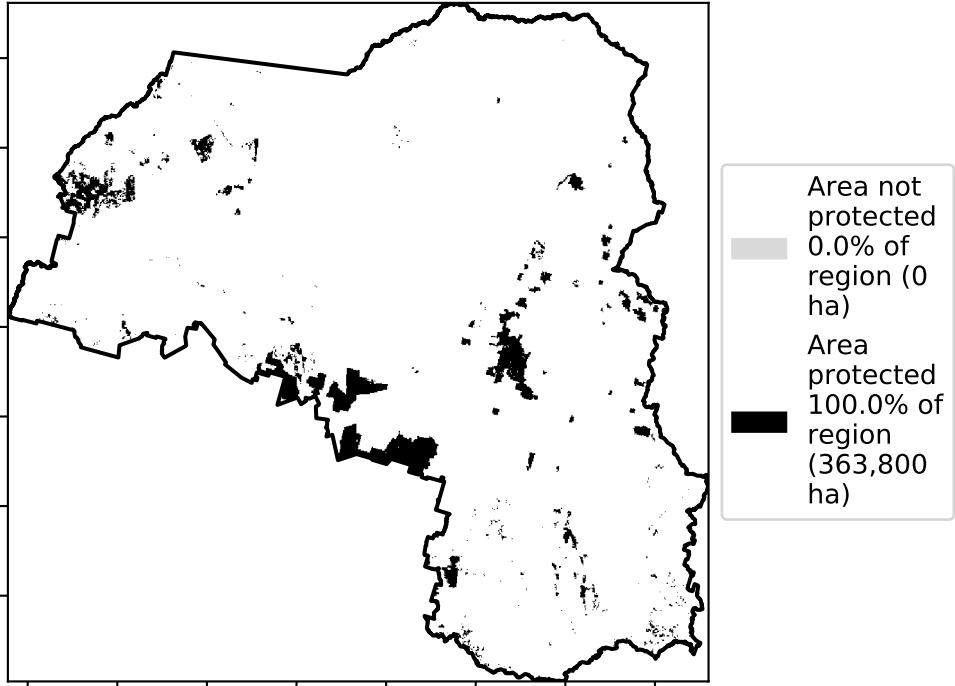 Area not
protected
0.0% of
region (0
ha)
Area
protected
100.0% of
region
(363,800
ha)